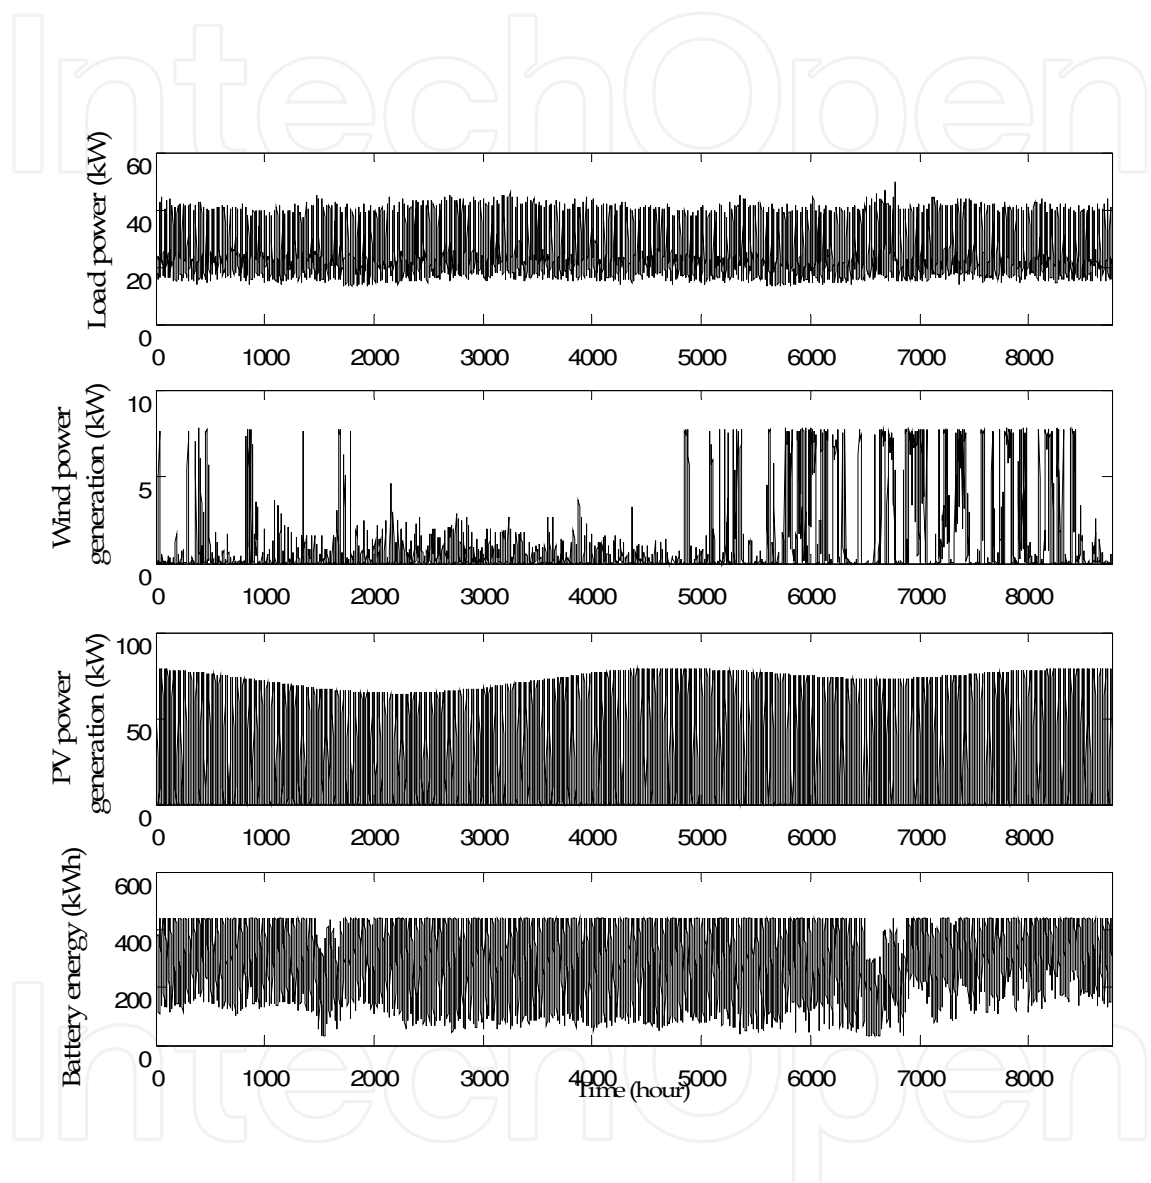 IntechOpen
Load power (kW)
60
40
20
0
0 1000 2000 3000 4000 5000 6000 7000 8000
Wind power
generation (kW)
10
5
0
0 1000 2000 3000 4000 5000 6000 7000 8000
PV power
generation (kW)
100
50
0
0 1000 2000 3000 4000 5000 6000 7000 8000
Battery energy (kWh)
600
400
200
0
0 1000 2000 3000 4000 5000 6000 7000 8000
Time (hour)
IntechOpen